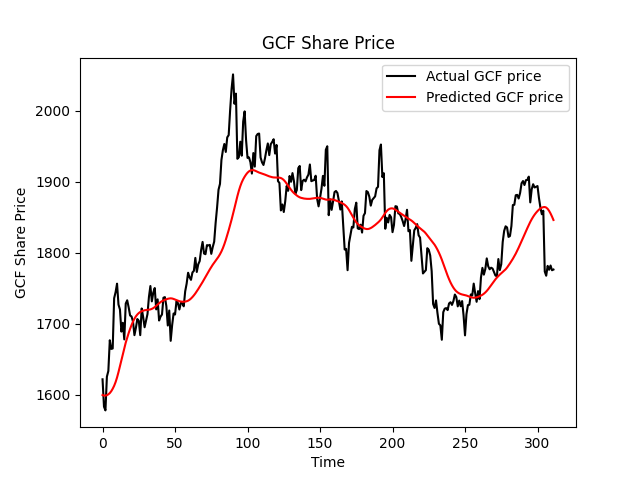 GCF Share Price
Actual GCF price
Predicted GCF price
GCF Share Price
2000
1900
1800
1700
1600
0 50 100 150 200 250 300
Time